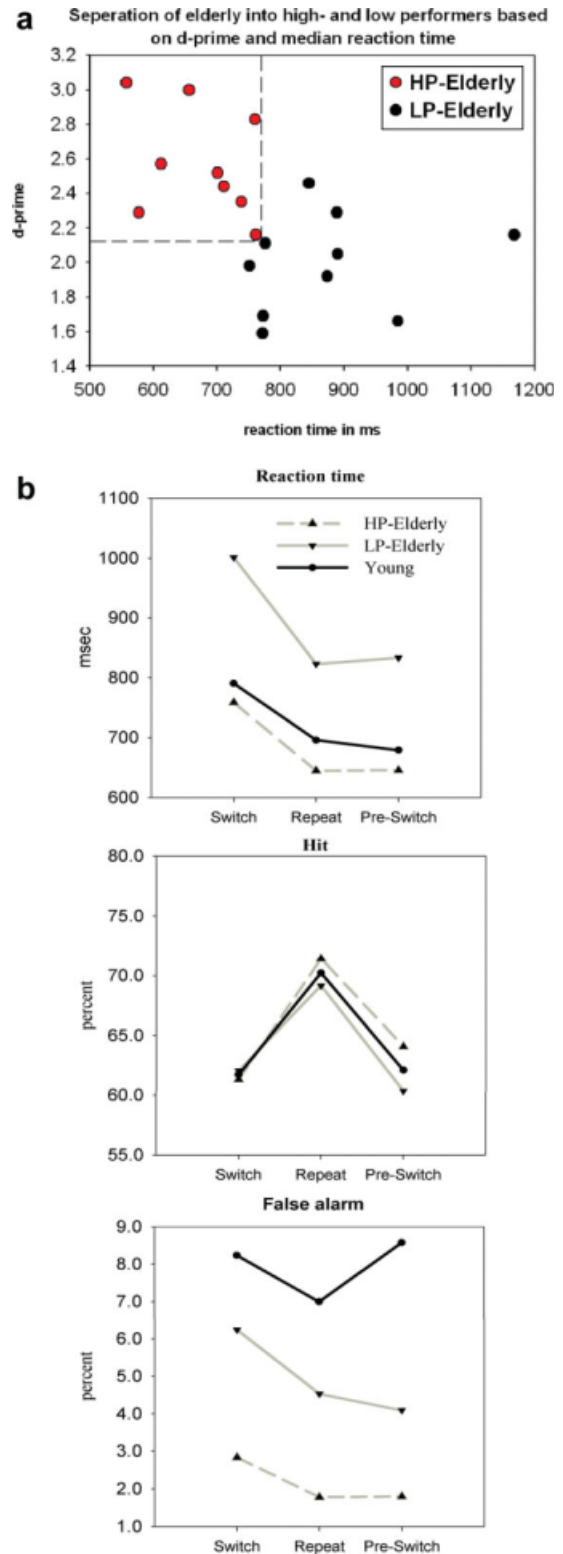 a
Seperation of elderly into high- and low performers based
on d-prime and median reaction time
HP-Elderly
LP-Elderly
d-prime
3.2
3.0
2.8
2.6
2.4
2.2
2.0
1.8
1.6
1.4
500 600 700 800 900 1000 1100 1200
reaction time in ms
b
Reaction time
HP-Elderly
LP-Elderly
Young
msec
1100
1000
900
800
700
600
Switch Repeat Pre-Switch
Hit
percent
80.0
75.0
70.0
65.0
60.0
55.0
Switch Repeat Pre-Switch
False alarm
percent
9.0
8.0
7.0
6.0
5.0
4.0
3.0
2.0
1.0
Switch Repeat Pre-Switch